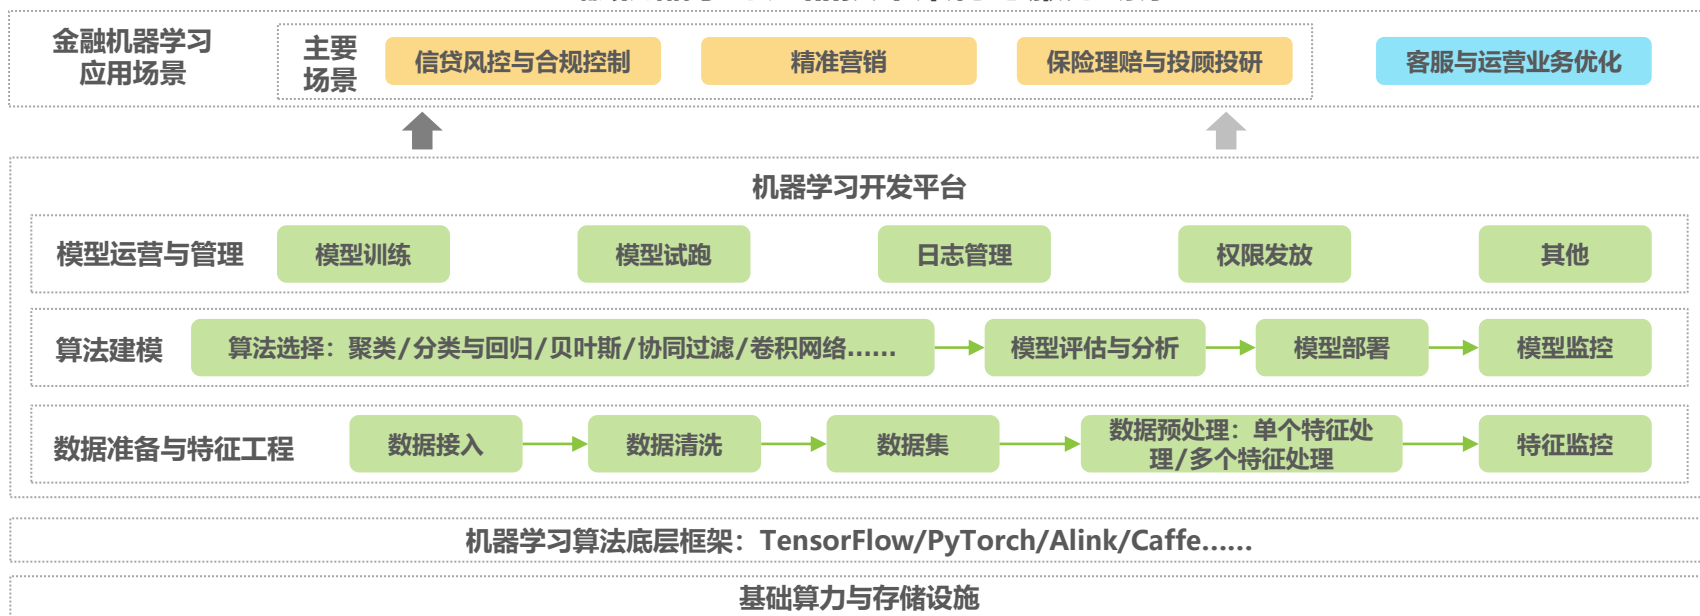 金融机器学习
应用场景
主要
场景
信贷风控与合规控制
精准营销
保险理赔与投顾投研
客服与运营业务优化
机器学习开发平台
模型运营与管理
模型训练
模型试跑
日志管理
权限发放
其他
算法建模
算法选择：聚类/分类与回归/贝叶斯/协同过滤/卷积网络……
模型评估与分析
模型部署
模型监控
数据准备与特征工程
数据接入
数据清洗
数据集
数据预处理：单个特征处
理/多个特征处理
特征监控
机器学习算法底层框架：TensorFlow/PyTorch/Alink/Caffe……
基础算力与存储设施